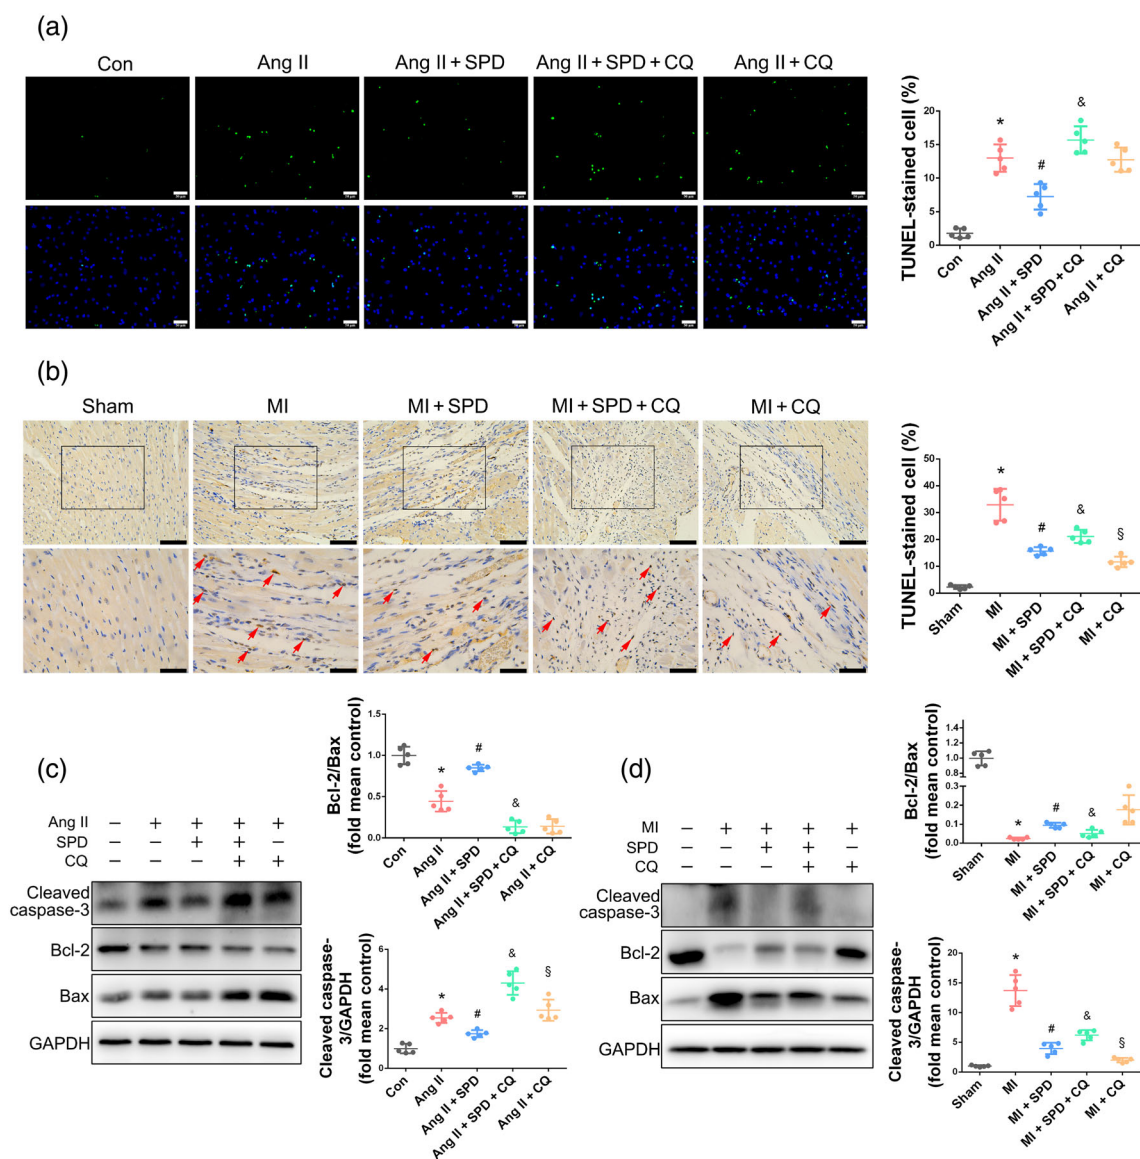 (a)
Con
Ang II
Ang II + SPD
Ang II + SPD + CQ
Ang II + CQ
TUNEL-stained cell (%)
20
15
10
5
0
*
#
&
Con
Ang II
Ang II + SPD
Ang II + SPD + CQ
Ang II + CQ
(b)
Sham
MI
MI + SPD
MI + SPD + CQ
MI + CQ
TUNEL-stained cell (%)
50
40
30
20
10
0
*
#
&
§
Sham
MI
MI + SPD
MI + SPD + CQ
MI + CQ
(c)
Ang II – + + + +
SPD – – + + –
CQ – – – + +
Cleaved
caspase-3
Bcl-2
Bax
GAPDH
Bcl-2/Bax
(fold mean control)
1.5
1.0
0.5
0.0
*
#
&
Con
Ang II
Ang II + SPD
Ang II + SPD + CQ
Ang II + CQ
Cleaved caspase-
3/GAPDH
(fold mean control)
6
4
2
0
*
#
&
§
Con
Ang II
Ang II + SPD
Ang II + SPD + CQ
Ang II + CQ
(d)
MI – + + + +
SPD – – + + –
CQ – – – + +
Cleaved
caspase-3
Bcl-2
Bax
GAPDH
Bcl-2/Bax
(fold mean control)
1.4
1.2
1.0
0.8
0.2
0.1
0.0
*
#
&
Sham
MI
MI + SPD
MI + SPD + CQ
MI + CQ
Cleaved caspase-
3/GAPDH
(fold mean control)
20
15
10
5
0
*
#
&
§
Sham
MI
MI + SPD
MI + SPD + CQ
MI + CQ